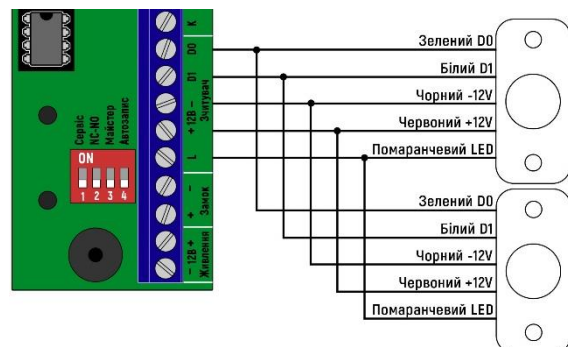 К
D0
D1
+12В -
Зчитувач
L
- +
Замок
- 12В +
Живлення
Сервіс
NC-NO
Майстер
Автозапис
ON
1 2 3 4
Зелений D0
Білий D1
Чорний -12V
Червоний +12V
Помаранчевий LED
Зелений D0
Білий D1
Чорний -12V
Червоний +12V
Помаранчевий LED